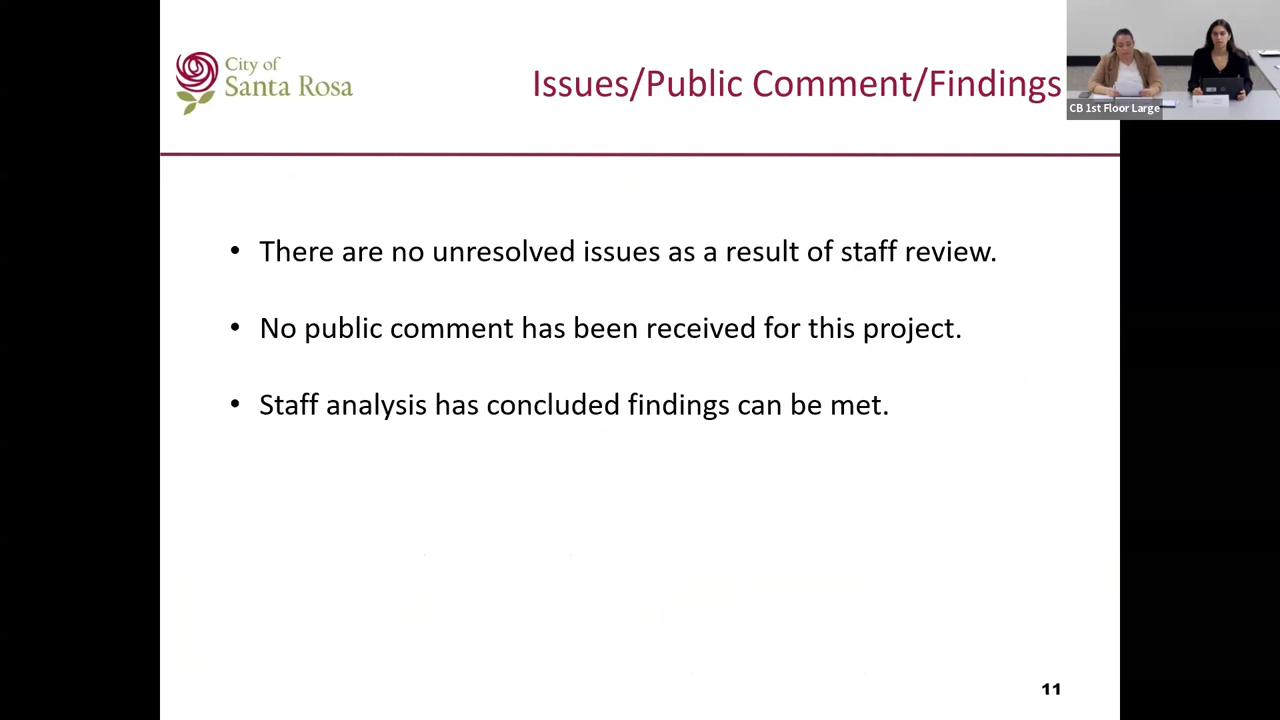 City of
Santa Rosa
Issues/Public Comment/Findings
CB 1st Floor Large
• There are no unresolved issues as a result of staff review.
• No public comment has been received for this project.
• Staff analysis has concluded findings can be met.
11